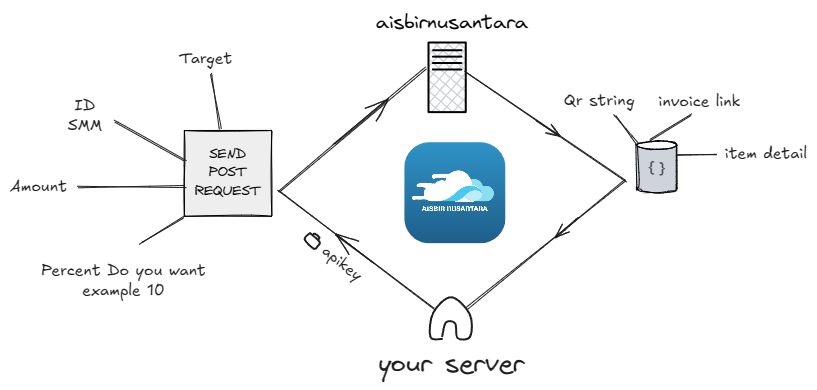 aisbirnusantara
Target
ID
SMM
Amount
SEND
POST
REQUEST
Percent Do you want
example 10
AISBIR NUSANTARA
Qr string
invoice link
item detail
{}
apikey
your server